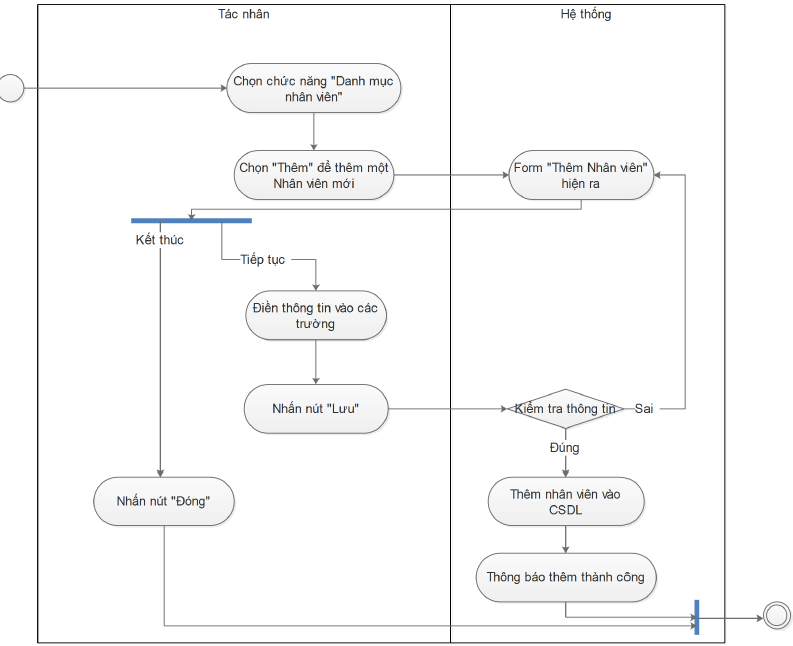 Tác nhân
Hệ thống
Chọn chức năng "Danh mục
nhân viên"
Chọn "Thêm" để thêm một
Nhân viên mới
Form "Thêm Nhân viên"
hiện ra
Kết thúc
Tiếp tục
Điền thông tin vào các
trường
Nhấn nút "Lưu"
Kiểm tra thông tin
Sai
Đúng
Nhấn nút "Đóng"
Thêm nhân viên vào
CSDL
Thông báo thêm thành công